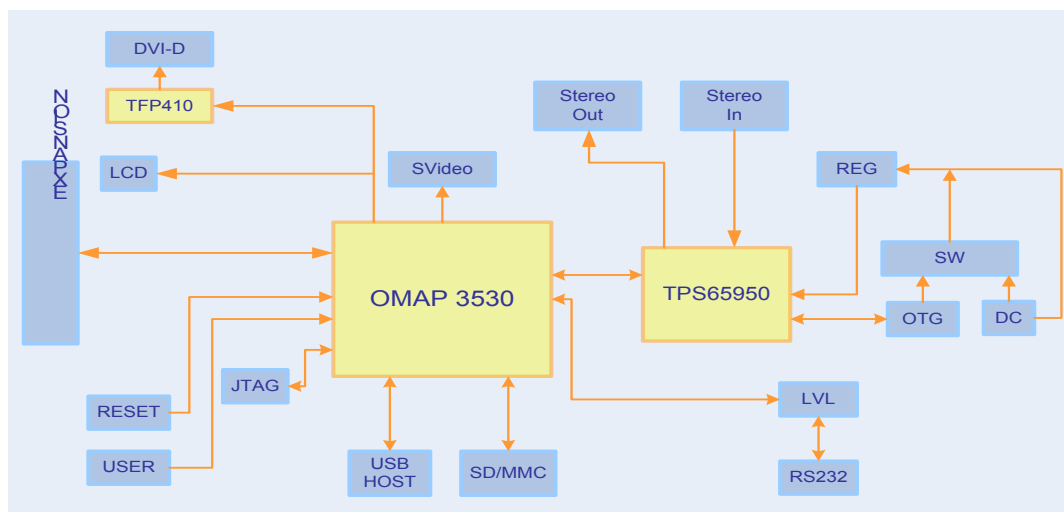 DVI-D
TFP410
EXPANSION
LCD
SVideo
Stereo
Out
Stereo
In
REG
SW
OMAP 3530
TPS65950
OTG
DC
JTAG
RESET
LVL
USER
USB
HOST
SD/MMC
RS232